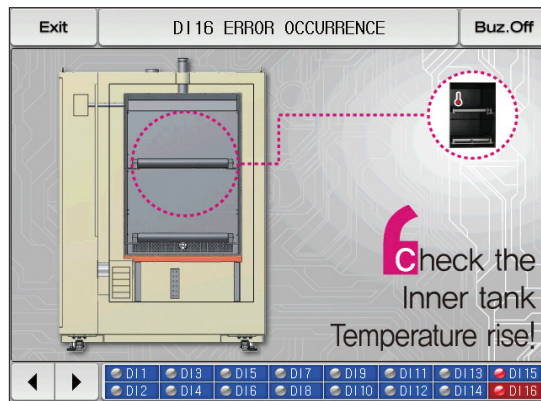 Exit
DI16 ERROR OCCURRENCE
Buz.Off
Check the
Inner tank
Temperature rise!
DI1 DI3 DI5 DI7 DI9 DI11 DI13 DI15
DI2 DI4 DI6 DI8 DI10 DI12 DI14 DI16